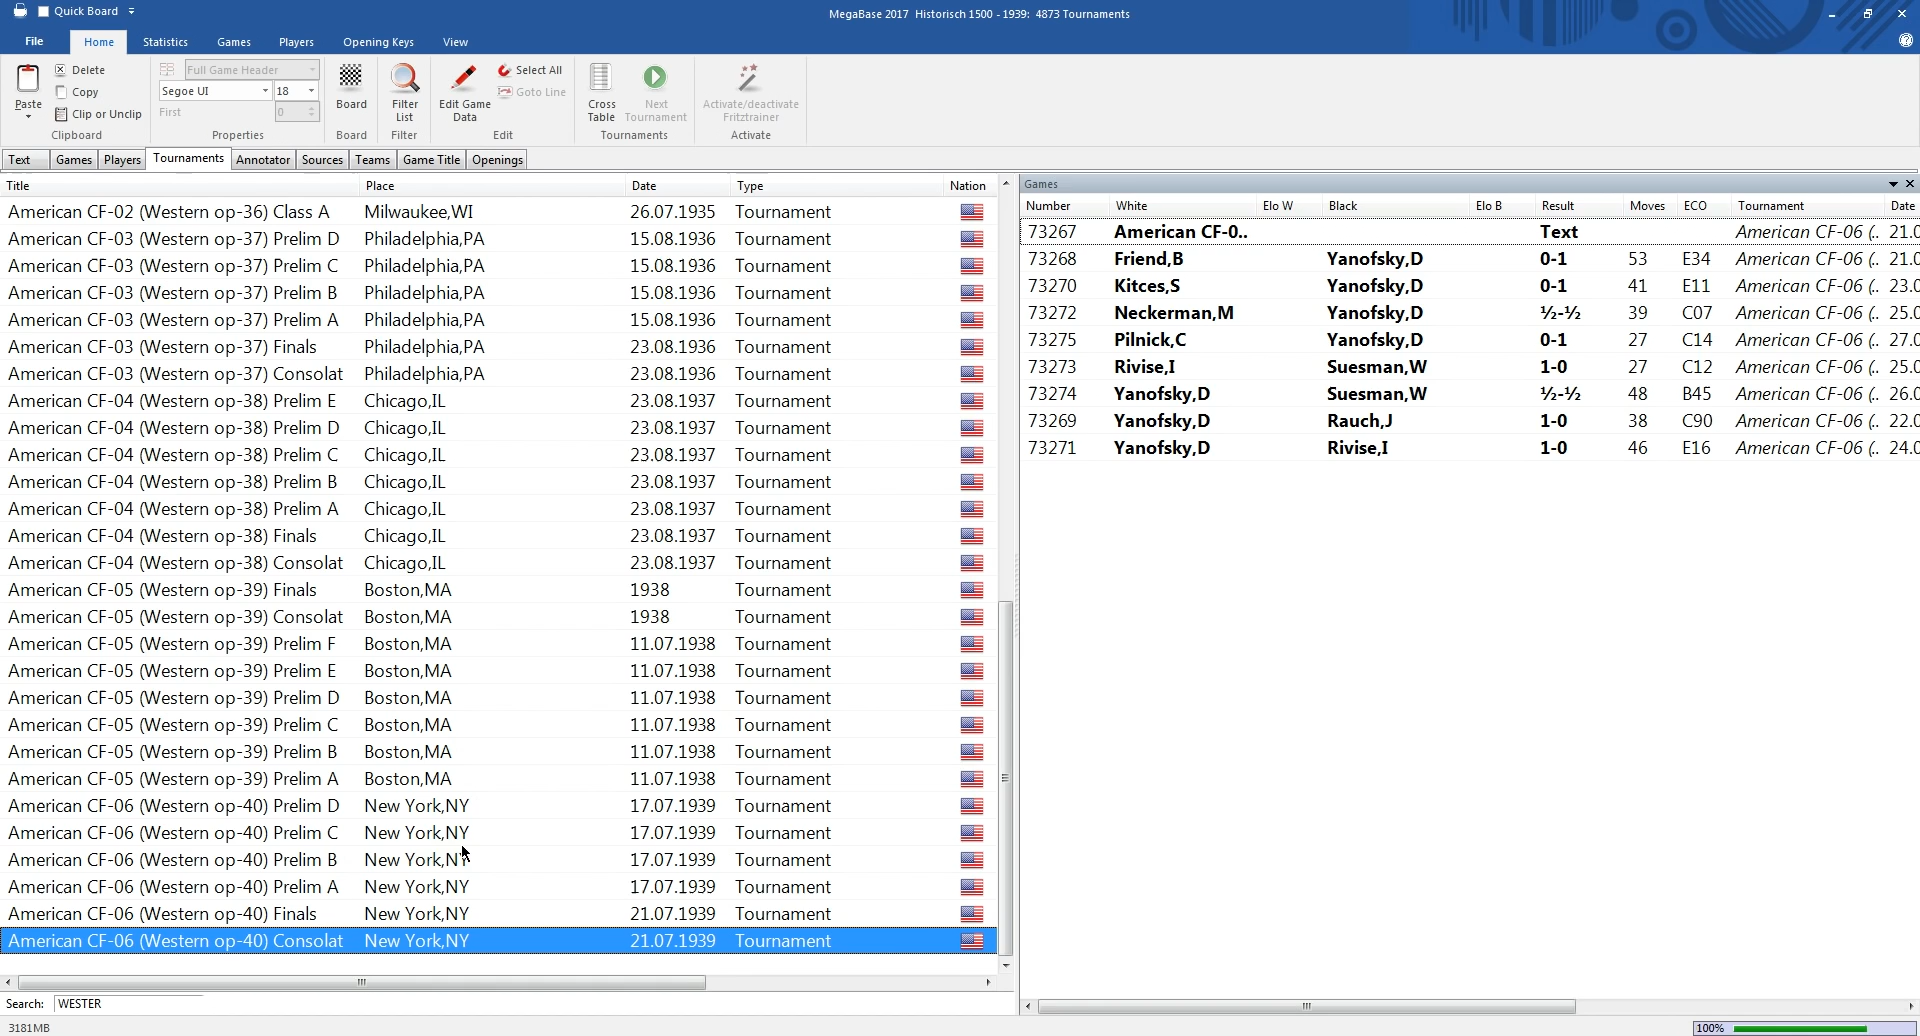 Quick Board
MegaBase 2017 Historisch 1500 - 1939: 4873 Tournaments
File Home Statistics Games Players Opening Keys View
Paste
Delete
Copy
Clip or Unclip
Clipboard
Full Game Header
Segoe UI 18
First 0
Properties
Board
Board
Filter List
Filter
Edit Game Data
Select All
Goto Line
Edit
Cross Table
Next Tournament
Tournaments
Activate/deactivate Fritztrainer
Activate
Text Games Players Tournaments Annotator Sources Teams Game Title Openings
Title Place Date Type Nation
American CF-02 (Western op-36) Class A Milwaukee,WI 26.07.1935 Tournament
American CF-03 (Western op-37) Prelim D Philadelphia,PA 15.08.1936 Tournament
American CF-03 (Western op-37) Prelim C Philadelphia,PA 15.08.1936 Tournament
American CF-03 (Western op-37) Prelim B Philadelphia,PA 15.08.1936 Tournament
American CF-03 (Western op-37) Prelim A Philadelphia,PA 15.08.1936 Tournament
American CF-03 (Western op-37) Finals Philadelphia,PA 23.08.1936 Tournament
American CF-03 (Western op-37) Consolat Philadelphia,PA 23.08.1936 Tournament
American CF-04 (Western op-38) Prelim E Chicago,IL 23.08.1937 Tournament
American CF-04 (Western op-38) Prelim D Chicago,IL 23.08.1937 Tournament
American CF-04 (Western op-38) Prelim C Chicago,IL 23.08.1937 Tournament
American CF-04 (Western op-38) Prelim B Chicago,IL 23.08.1937 Tournament
American CF-04 (Western op-38) Prelim A Chicago,IL 23.08.1937 Tournament
American CF-04 (Western op-38) Finals Chicago,IL 23.08.1937 Tournament
American CF-04 (Western op-38) Consolat Chicago,IL 23.08.1937 Tournament
American CF-05 (Western op-39) Finals Boston,MA 1938 Tournament
American CF-05 (Western op-39) Consolat Boston,MA 1938 Tournament
American CF-05 (Western op-39) Prelim F Boston,MA 11.07.1938 Tournament
American CF-05 (Western op-39) Prelim E Boston,MA 11.07.1938 Tournament
American CF-05 (Western op-39) Prelim D Boston,MA 11.07.1938 Tournament
American CF-05 (Western op-39) Prelim C Boston,MA 11.07.1938 Tournament
American CF-05 (Western op-39) Prelim B Boston,MA 11.07.1938 Tournament
American CF-05 (Western op-39) Prelim A Boston,MA 11.07.1938 Tournament
American CF-06 (Western op-40) Prelim D New York,NY 17.07.1939 Tournament
American CF-06 (Western op-40) Prelim C New York,NY 17.07.1939 Tournament
American CF-06 (Western op-40) Prelim B New York,NY 17.07.1939 Tournament
American CF-06 (Western op-40) Prelim A New York,NY 17.07.1939 Tournament
American CF-06 (Western op-40) Finals New York,NY 21.07.1939 Tournament
American CF-06 (Western op-40) Consolat New York,NY 21.07.1939 Tournament
Search: WESTER
3181MB
Games
Number White Elo W Black Elo B Result Moves ECO Tournament Date
73267 American CF-0.. Text American CF-06 (.. 21.0
73268 Friend,B Yanofsky,D 0-1 53 E34 American CF-06 (.. 21.0
73270 Kitces,S Yanofsky,D 0-1 41 E11 American CF-06 (.. 23.0
73272 Neckerman,M Yanofsky,D ½-½ 39 C07 American CF-06 (.. 25.0
73275 Pilnick,C Yanofsky,D 0-1 27 C14 American CF-06 (.. 27.0
73273 Rivise,I Suesman,W 1-0 27 C12 American CF-06 (.. 25.0
73274 Yanofsky,D Suesman,W ½-½ 48 B45 American CF-06 (.. 26.0
73269 Yanofsky,D Rauch,J 1-0 38 C90 American CF-06 (.. 22.0
73271 Yanofsky,D Rivise,I 1-0 46 E16 American CF-06 (.. 24.0
100%